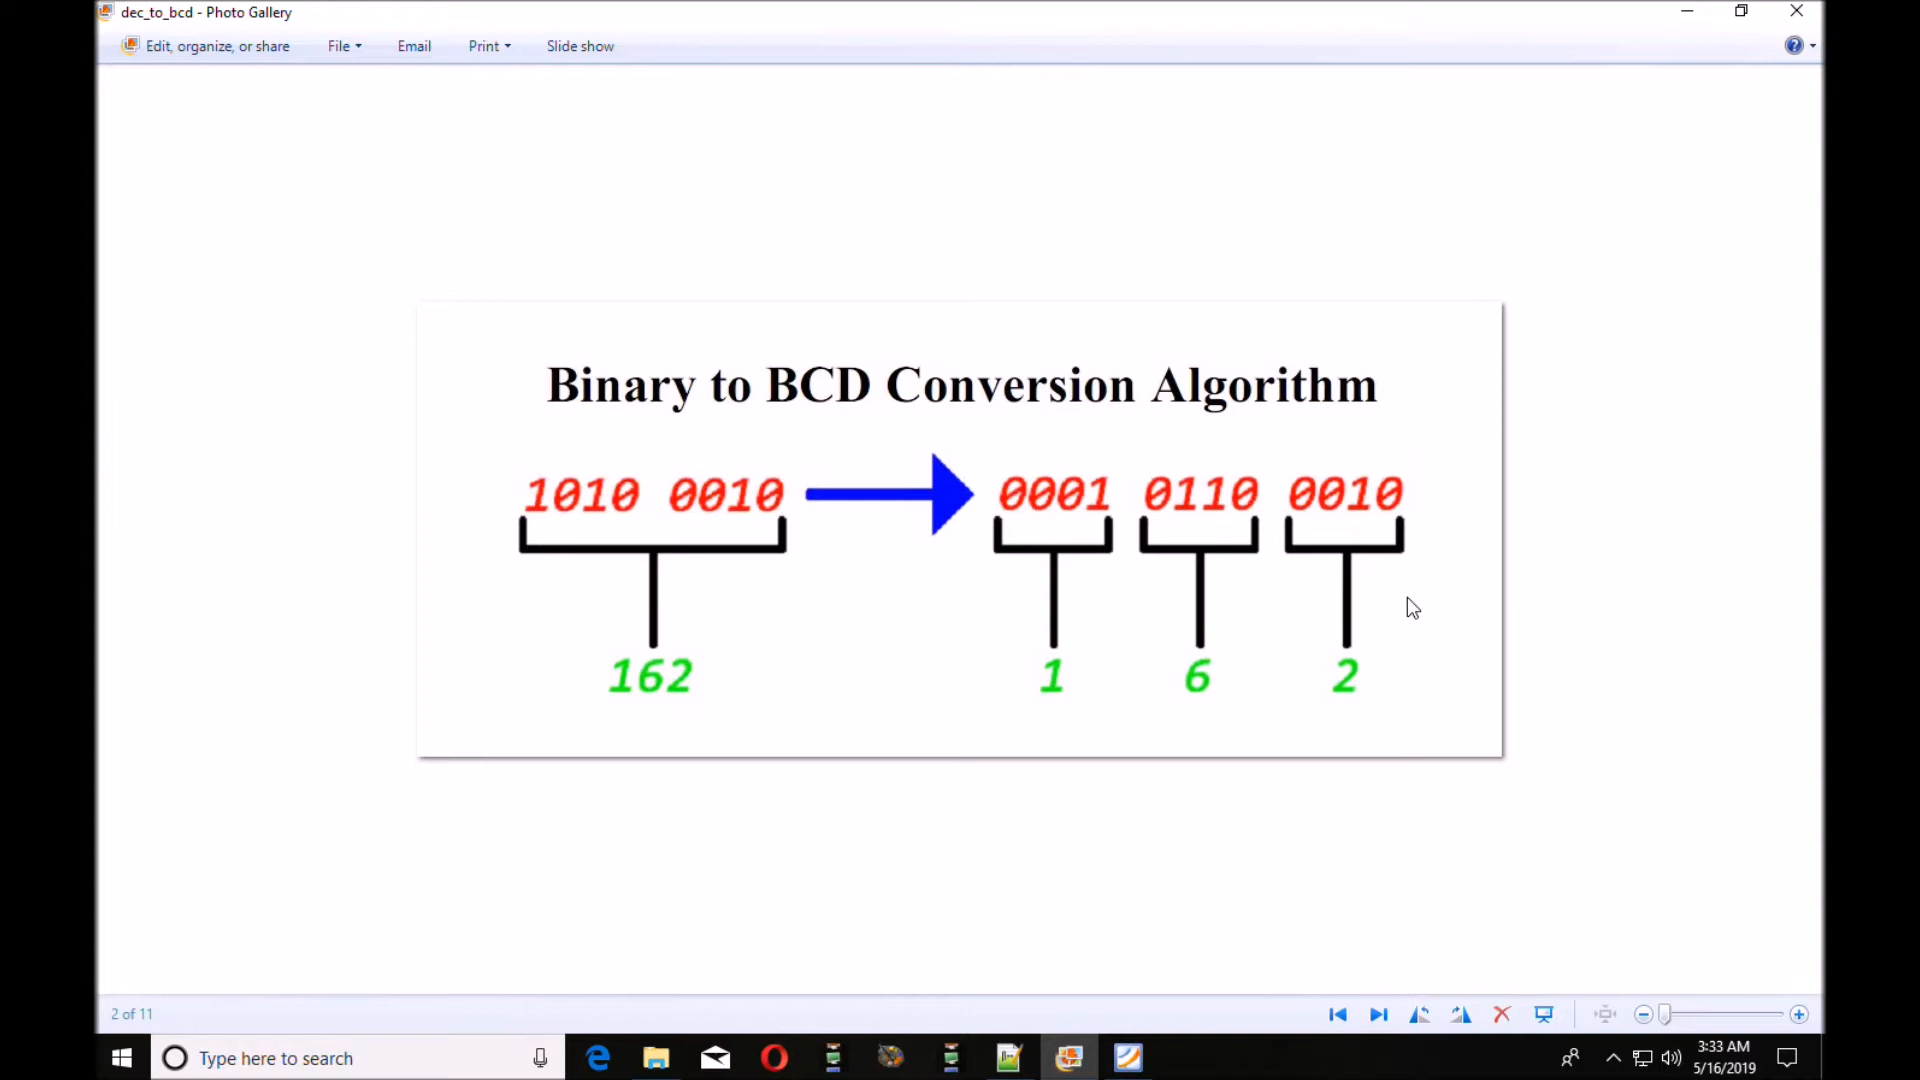 dec_to_bcd - Photo Gallery
Edit, organize, or share File Email Print Slide show
Binary to BCD Conversion Algorithm
1010 0010 0001 0110 0010
162 1 6 2
2 of 11
Type here to search
3:33 AM
5/16/2019